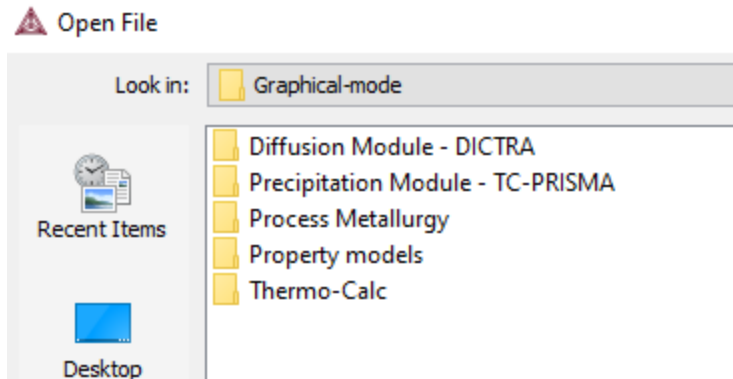 Open File
Look in: Graphical-mode
Recent Items
Desktop
Diffusion Module - DICTRA
Precipitation Module - TC-PRISMA
Process Metallurgy
Property models
Thermo-Calc